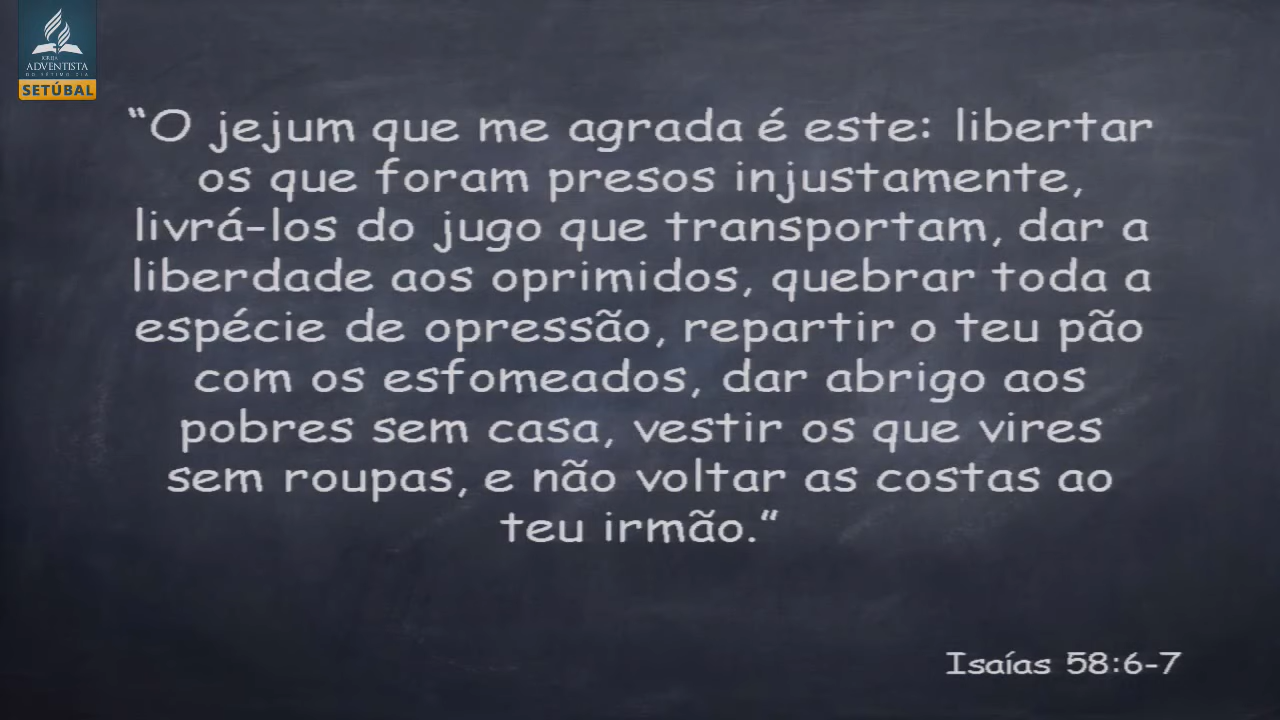 IGREJA
ADVENTISTA
DO SÉTIMO DIA
SETÚBAL
“O jejum que me agrada é este: libertar
os que foram presos injustamente,
livrá-los do jugo que transportam, dar a
liberdade aos oprimidos, quebrar toda a
espécie de opressão, repartir o teu pão
com os esfomeados, dar abrigo aos
pobres sem casa, vestir os que vires
sem roupas, e não voltar as costas ao
teu irmão.”
Isaías 58:6-7